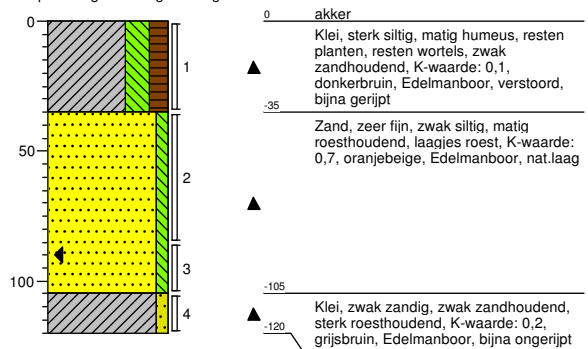 0
50
100
1
2
3
4
0 akker
Klei, sterk siltig, matig humeus, resten
planten, resten wortels, zwak
zandhoudend, K-waarde: 0,1,
donkerbruin, Edelmanboor, verstoord,
bijna gerijpt
-35
Zand, zeer fijn, zwak siltig, matig
roesthoudend, laagjes roest, K-waarde:
0,7, oranjebeige, Edelmanboor, nat.laag
-105
Klei, zwak zandig, zwak zandhoudend,
sterk roesthoudend, K-waarde: 0,2,
grijsbruin, Edelmanboor, bijna ongerijpt
-120